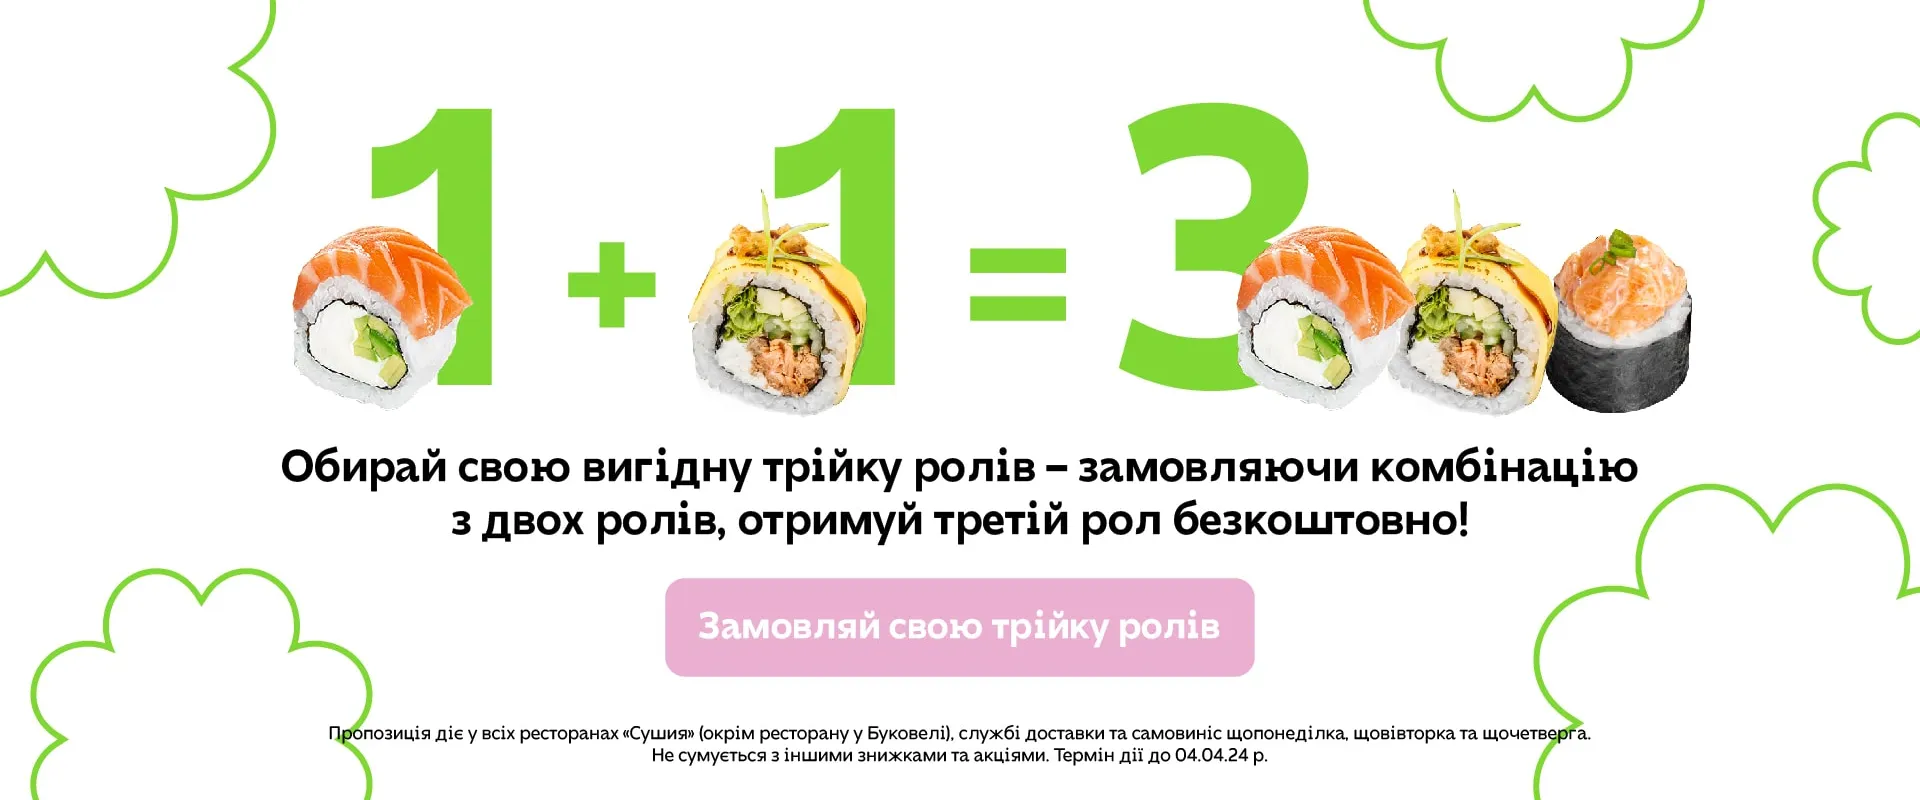 1 + 1 = 3
Обирай свою вигідну трійку ролів – замовляючи комбінацію
з двох ролів, отримуй третій рол безкоштовно!
Замовляй свою трійку ролів
Пропозиція діє у всіх ресторанах «Сушия» (окрім ресторану у Буковелі), службі доставки та самовиніс щопонеділка, щовівторка та щочетверга.
Не сумується з іншими знижками та акціями. Термін дії до 04.04.24 р.